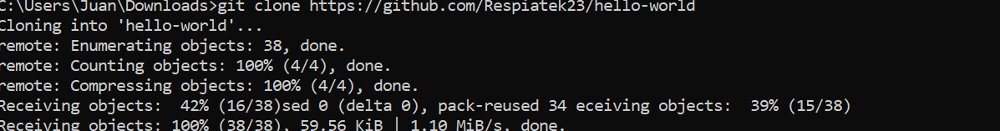 C:\Users\Juan\Downloads>git clone https://github.com/Respiatek23/hello-world
Cloning into 'hello-world'...
remote: Enumerating objects: 38, done.
remote: Counting objects: 100% (4/4), done.
remote: Compressing objects: 100% (4/4), done.
Receiving objects:  42% (16/38)sed 0 (delta 0), pack-reused 34 eceiving objects:  39% (15/38)
Receiving objects: 100% (38/38), 59.56 KiB | 1.10 MiB/s, done.